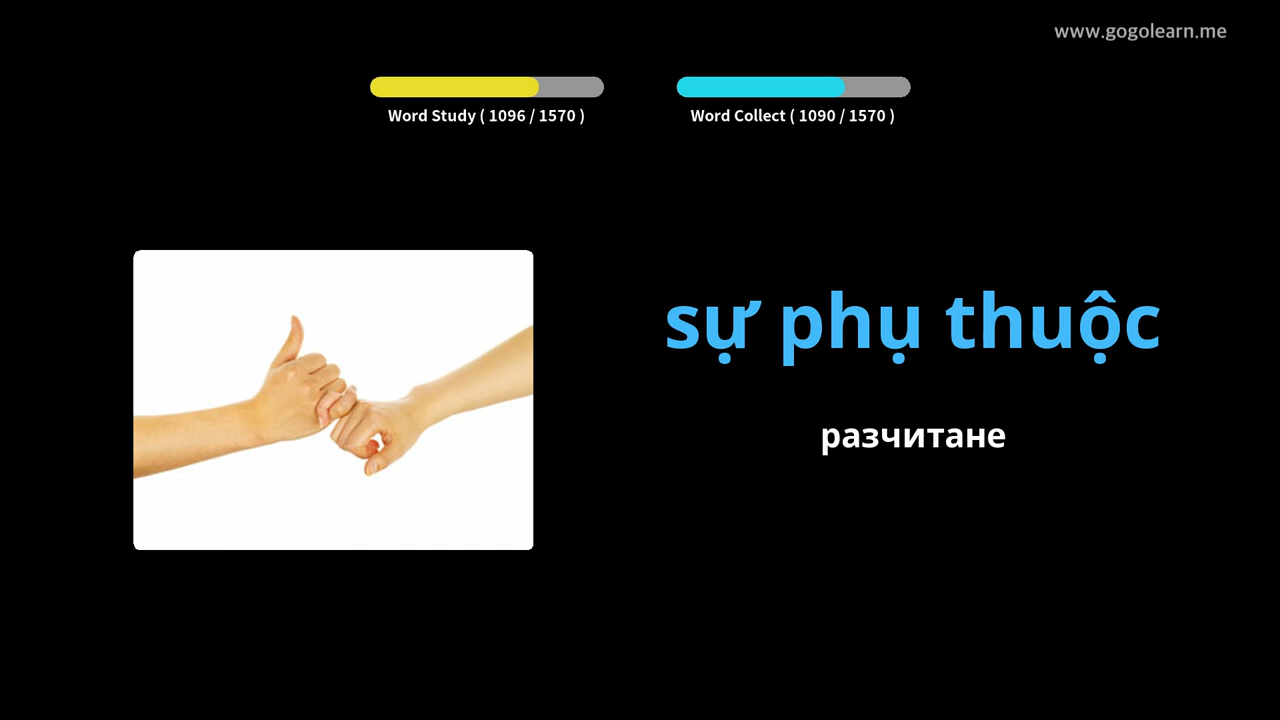 www.gogolearn.me
Word Study ( 1096 / 1570 )
Word Collect ( 1090 / 1570 )
sự phụ thuộc
разчитане